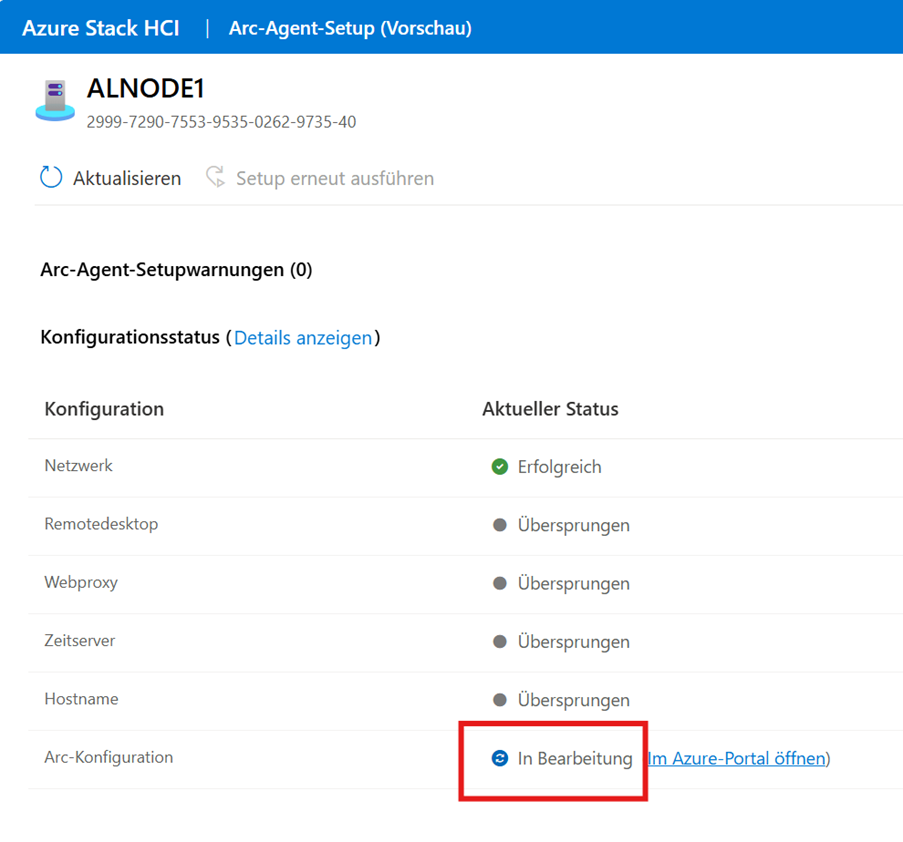 Azure Stack HCI | Arc-Agent-Setup (Vorschau)
ALNODE1
2999-7290-7553-9535-0262-9735-40
Aktualisieren Setup erneut ausführen
Arc-Agent-Setupwarnungen (0)
Konfigurationsstatus (Details anzeigen)
Konfiguration Aktueller Status
Netzwerk Erfolgreich
Remotedesktop Übersprungen
Webproxy Übersprungen
Zeitserver Übersprungen
Hostname Übersprungen
Arc-Konfiguration In Bearbeitung Im Azure-Portal öffnen)